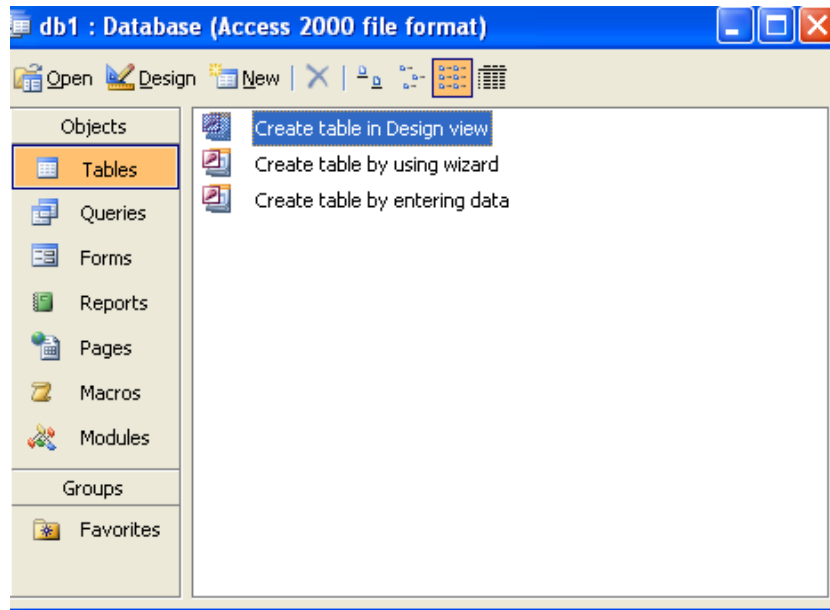 db1 : Database (Access 2000 file format)
Open Design New
Objects
Tables
Queries
Forms
Reports
Pages
Macros
Modules
Groups
Favorites
Create table in Design view
Create table by using wizard
Create table by entering data